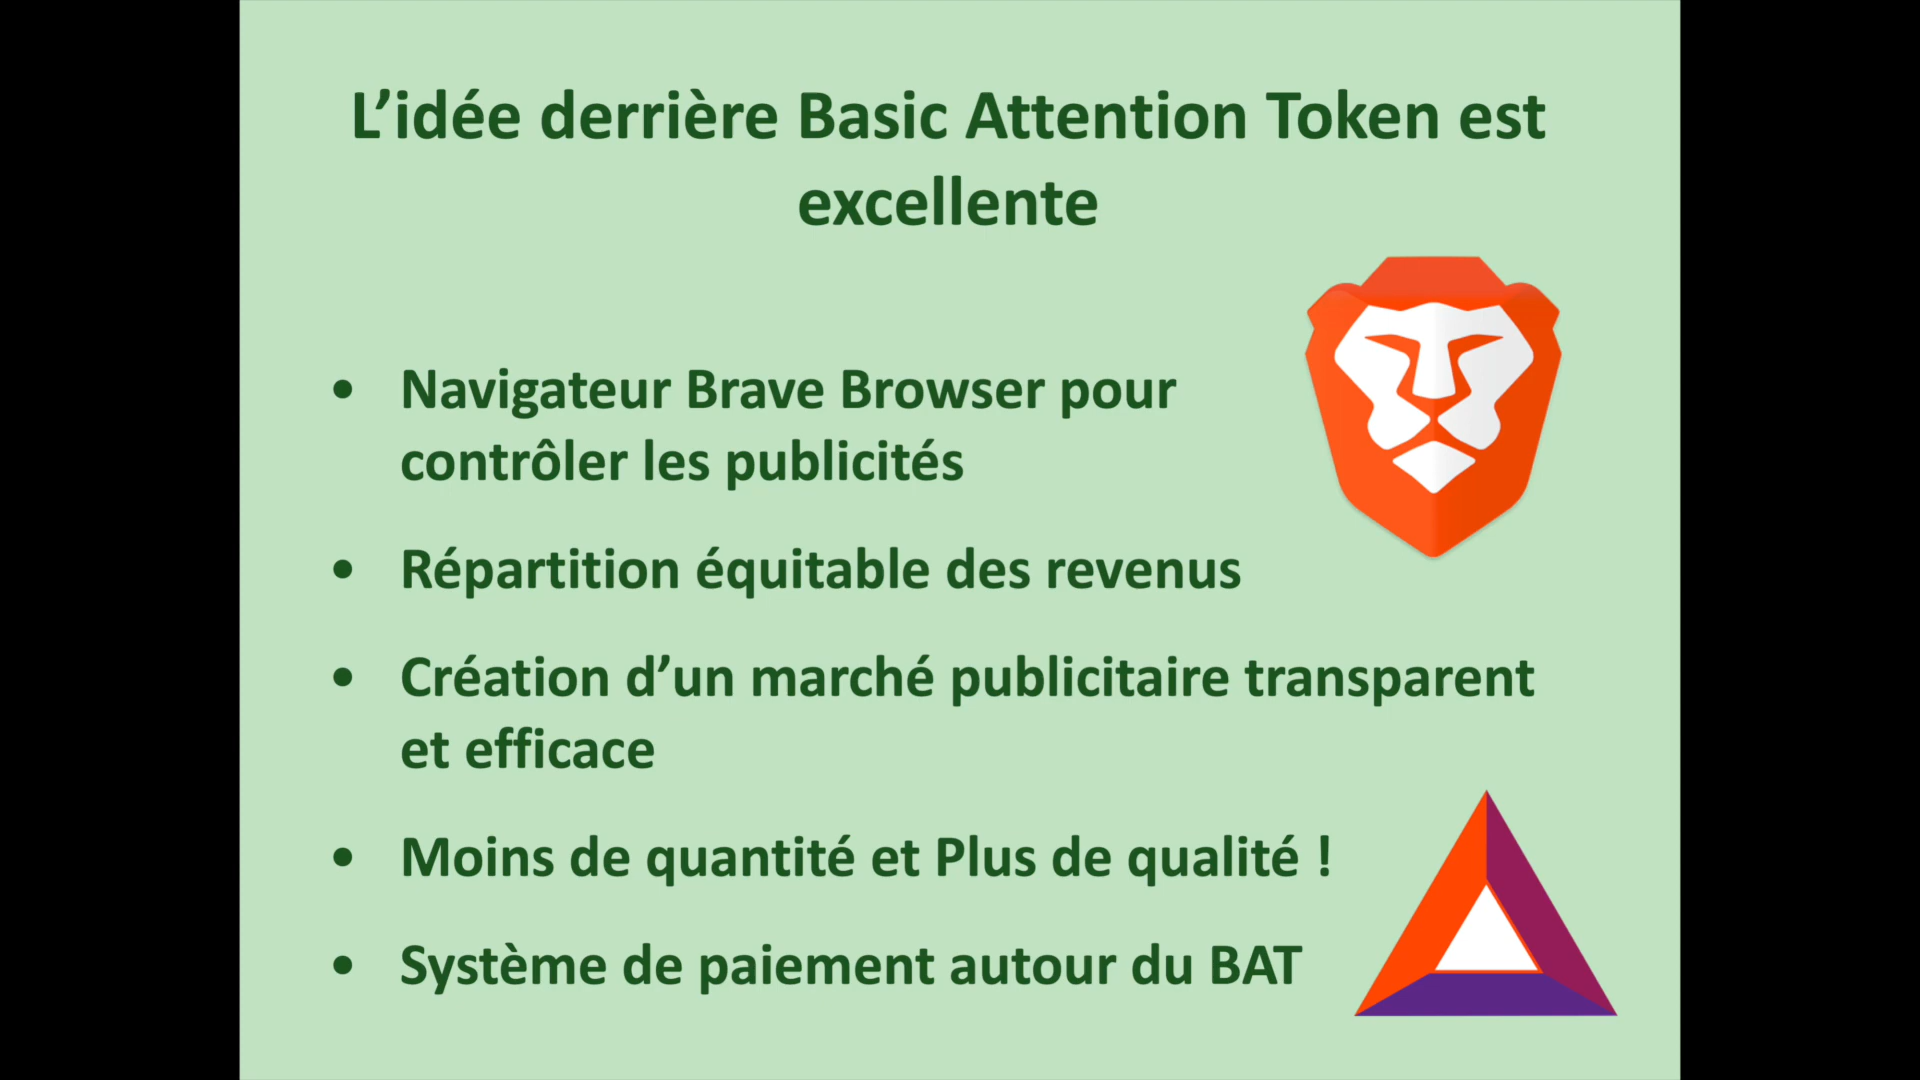 L’idée derrière Basic Attention Token est
excellente
• Navigateur Brave Browser pour
contrôler les publicités
• Répartition équitable des revenus
• Création d’un marché publicitaire transparent
et efficace
• Moins de quantité et Plus de qualité !
• Système de paiement autour du BAT